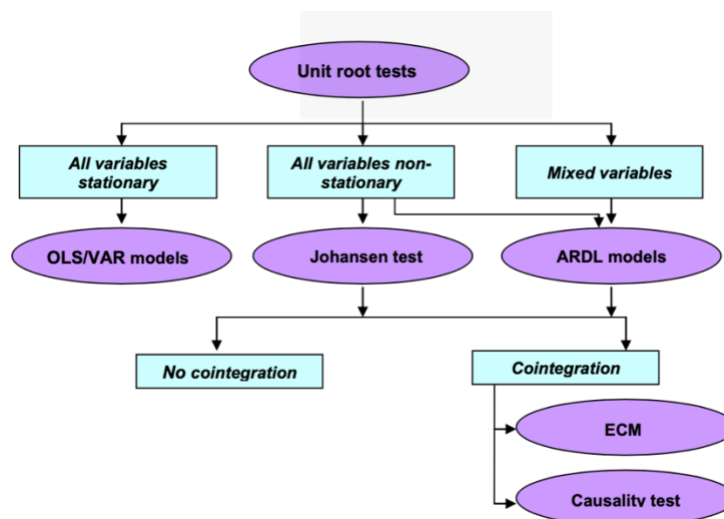 Unit root tests
All variables
stationary
All variables non-
stationary
Mixed variables
OLS/VAR models
Johansen test
ARDL models
No cointegration
Cointegration
ECM
Causality test